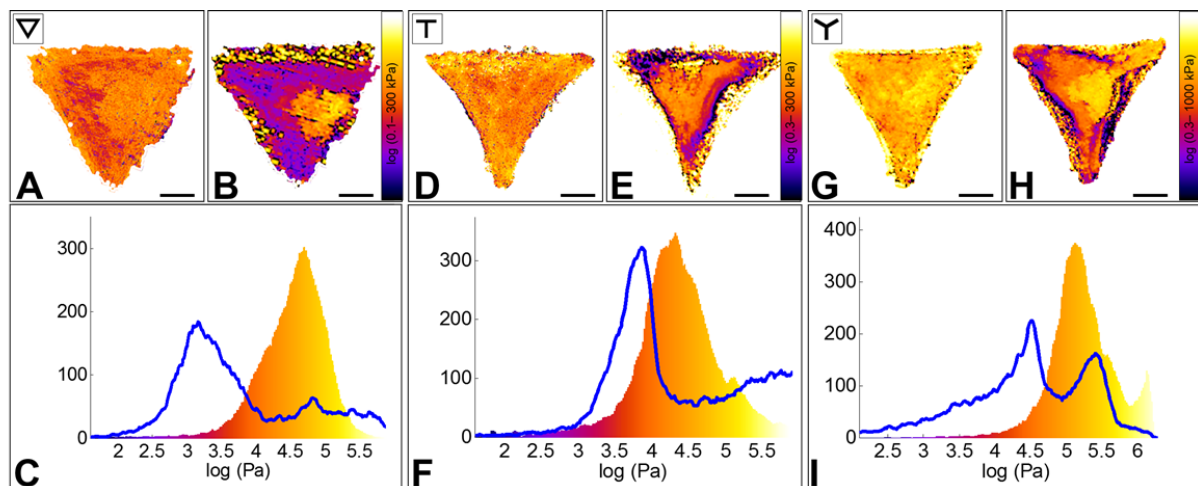 A
B
log (0.1– 300 kPa)
D
E
log (0.3– 300 kPa)
G
H
log (0.3– 1000 kPa)
300
200
100
0
2 2.5 3 3.5 4 4.5 5 5.5
log (Pa)
C
400
300
200
100
0
2 2.5 3 3.5 4 4.5 5 5.5
log (Pa)
F
400
300
200
100
0
2.5 3 3.5 4 4.5 5 5.5 6
log (Pa)
I